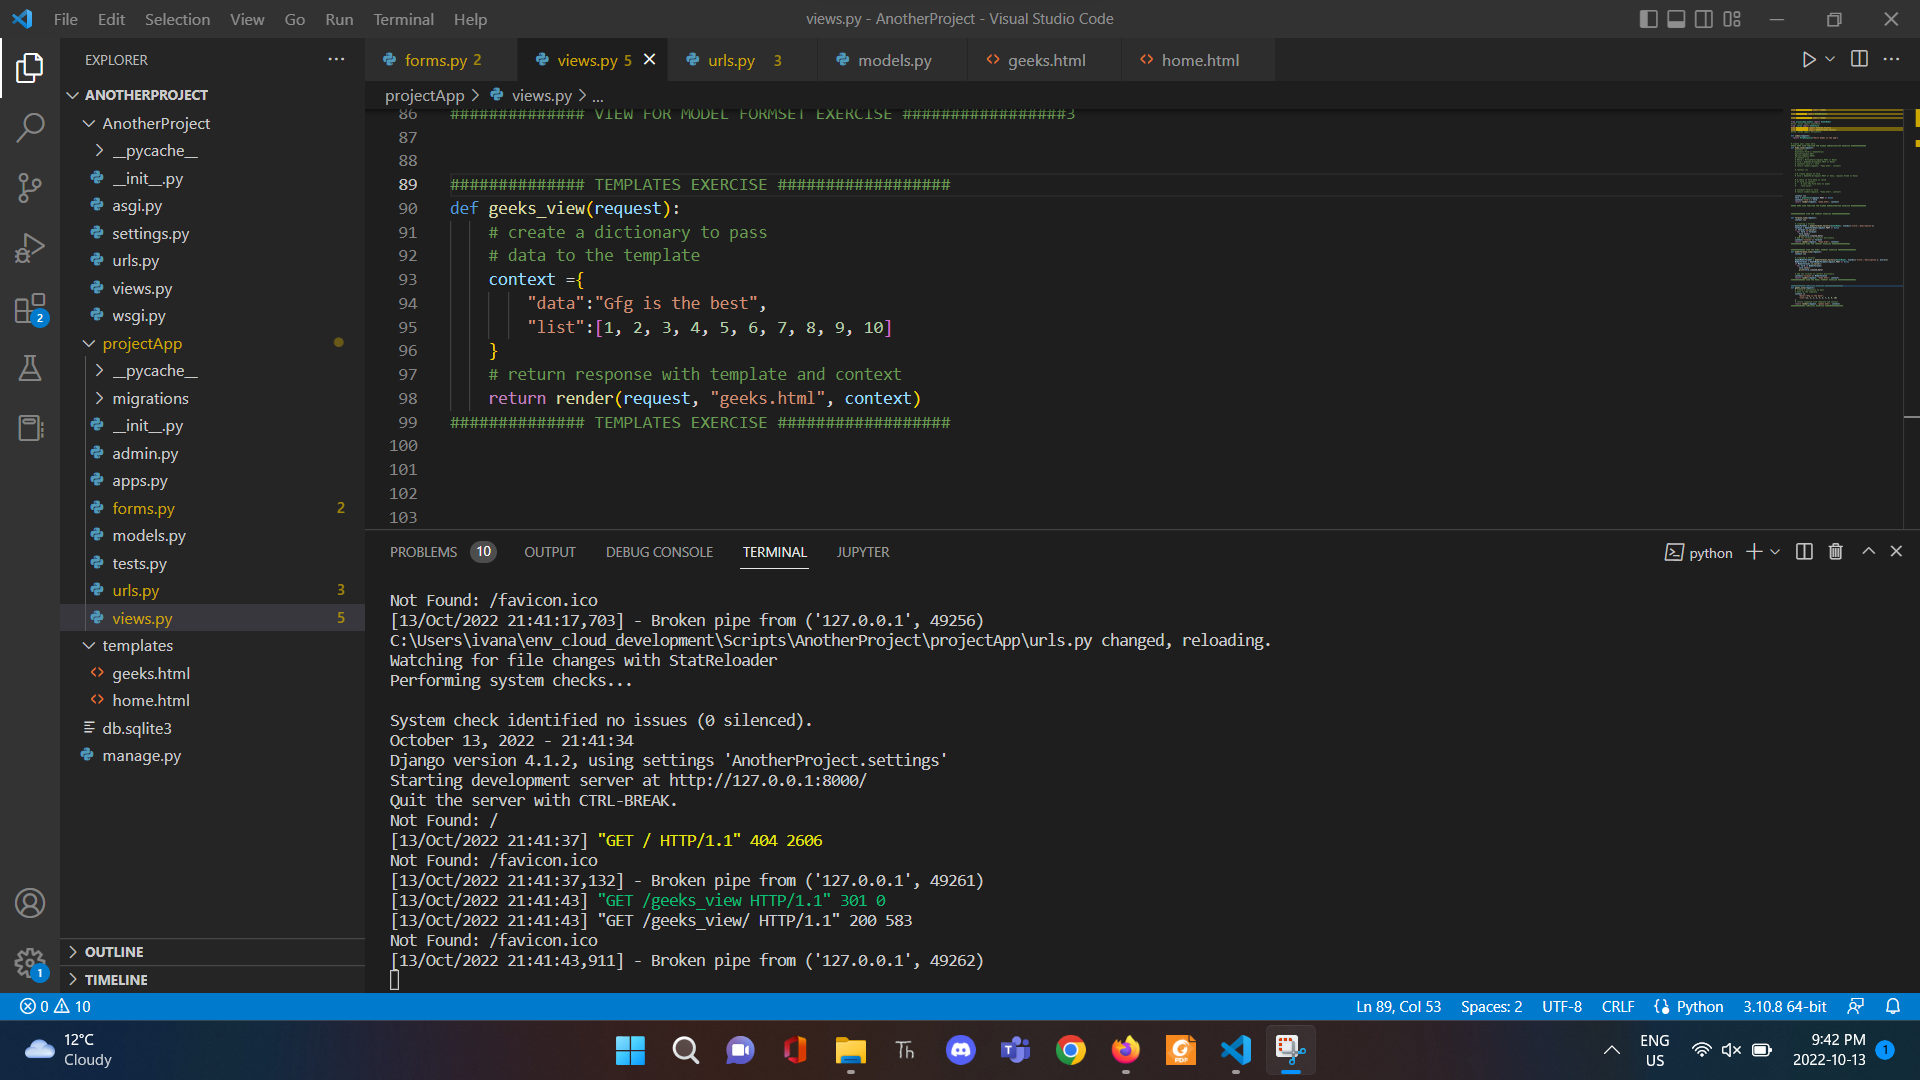 File Edit Selection View Go Run Terminal Help
views.py - AnotherProject - Visual Studio Code
EXPLORER
ANOTHERPROJECT
AnotherProject
__pycache__
__init__.py
asgi.py
settings.py
urls.py
views.py
wsgi.py
projectApp
__pycache__
migrations
__init__.py
admin.py
apps.py
forms.py 2
models.py
tests.py
urls.py 3
views.py 5
templates
geeks.html
home.html
db.sqlite3
manage.py
OUTLINE
TIMELINE
2
1
forms.py 2 views.py 5 urls.py 3 models.py geeks.html home.html
projectApp > views.py > ...
86 ############## VIEW FOR MODEL FORMSET EXERCISE #################3
87
88
89 ############## TEMPLATES EXERCISE ##################
90 def geeks_view(request):
91 # create a dictionary to pass
92 # data to the template
93 context ={
94 "data":"Gfg is the best",
95 "list":[1, 2, 3, 4, 5, 6, 7, 8, 9, 10]
96 }
97 # return response with template and context
98 return render(request, "geeks.html", context)
99 ############## TEMPLATES EXERCISE ##################
100
101
102
103
PROBLEMS 10 OUTPUT DEBUG CONSOLE TERMINAL JUPYTER
python
Not Found: /favicon.ico
[13/Oct/2022 21:41:17,703] - Broken pipe from ('127.0.0.1', 49256)
C:\Users\ivana\env_cloud_development\Scripts\AnotherProject\projectApp\urls.py changed, reloading.
Watching for file changes with StatReloader
Performing system checks...
System check identified no issues (0 silenced).
October 13, 2022 - 21:41:34
Django version 4.1.2, using settings 'AnotherProject.settings'
Starting development server at http://127.0.0.1:8000/
Quit the server with CTRL-BREAK.
Not Found: /
[13/Oct/2022 21:41:37] "GET / HTTP/1.1" 404 2606
Not Found: /favicon.ico
[13/Oct/2022 21:41:37,132] - Broken pipe from ('127.0.0.1', 49261)
[13/Oct/2022 21:41:43] "GET /geeks_view HTTP/1.1" 301 0
[13/Oct/2022 21:41:43] "GET /geeks_view/ HTTP/1.1" 200 583
Not Found: /favicon.ico
[13/Oct/2022 21:41:43,911] - Broken pipe from ('127.0.0.1', 49262)
0 10
Ln 89, Col 53 Spaces: 2 UTF-8 CRLF Python 3.10.8 64-bit
12°C
Cloudy
Th
ENG
US
9:42 PM
2022-10-13
1